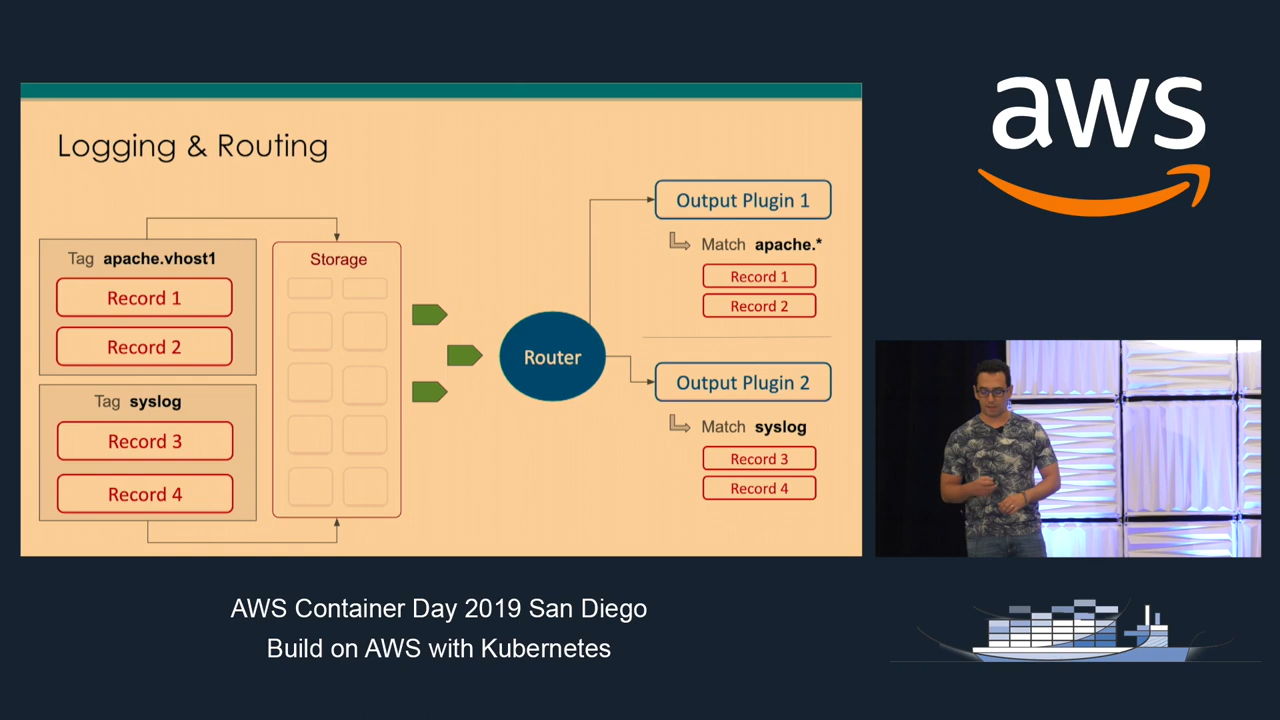 Logging & Routing
Tag apache.vhost1
Record 1
Record 2
Tag syslog
Record 3
Record 4
Storage
Router
Output Plugin 1
Match apache.*
Record 1
Record 2
Output Plugin 2
Match syslog
Record 3
Record 4
aws
AWS Container Day 2019 San Diego
Build on AWS with Kubernetes